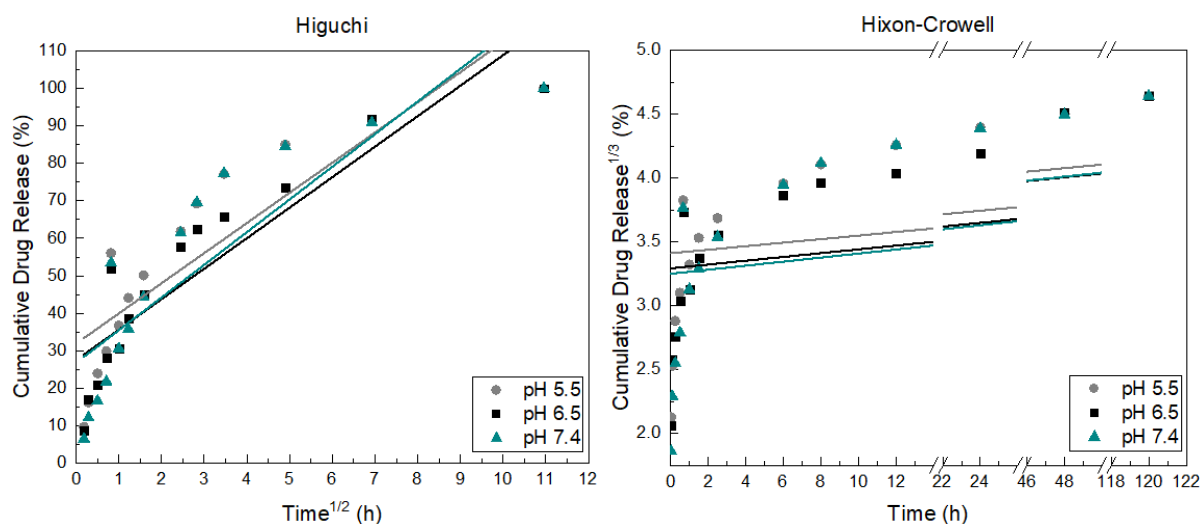 Higuchi
Cumulative Drug Release (%)
110
100
90
80
70
60
50
40
30
20
10
0
0 1 2 3 4 5 6 7 8 9 10 11 12
Time^1/2 (h)
pH 5.5
pH 6.5
pH 7.4
Hixon-Crowell
Cumulative Drug Release^1/3 (%)
5.0
4.5
4.0
3.5
3.0
2.5
2.0
0 2 4 6 8 10 12 22 24 46 48 118 120 122
Time (h)
pH 5.5
pH 6.5
pH 7.4